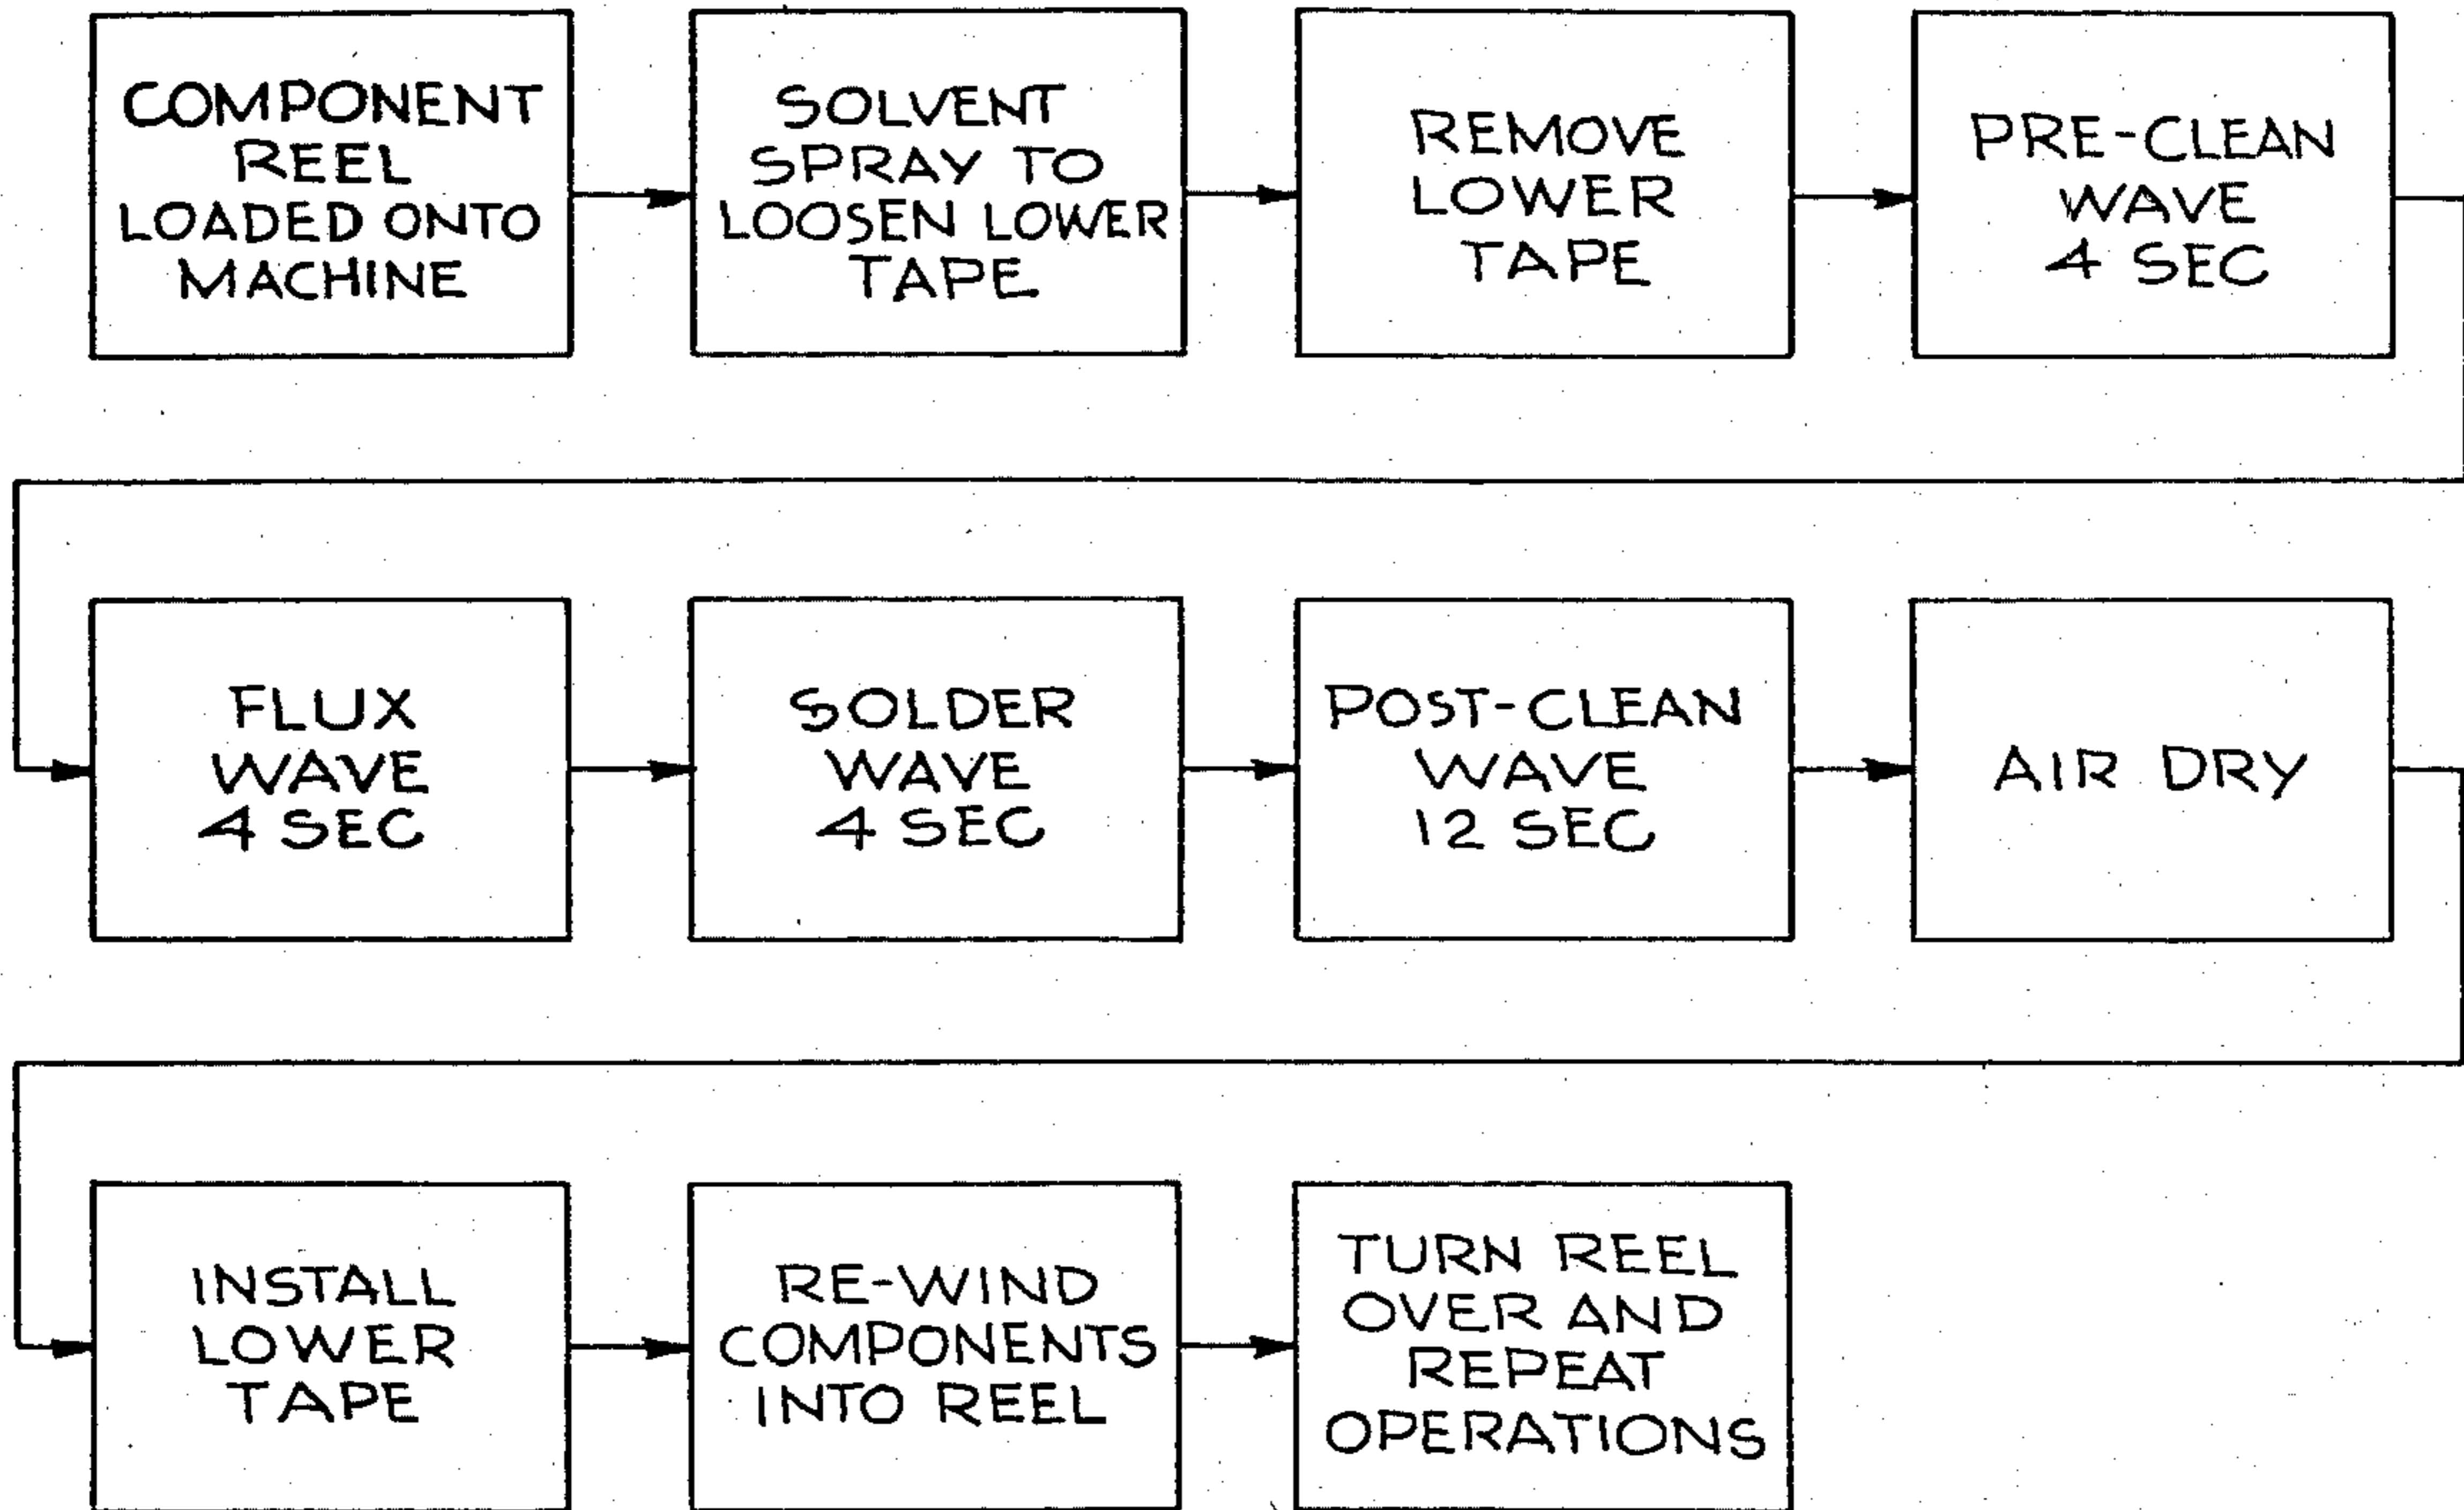 COMPONENT
REEL
LOADED ONTO
MACHINE
SOLVENT
SPRAY TO
LOOSEN LOWER
TAPE
REMOVE
LOWER
TAPE
PRE-CLEAN
WAVE
4 SEC
FLUX
WAVE
4 SEC
SOLDER
WAVE
4 SEC
POST-CLEAN
WAVE
12 SEC
AIR DRY
INSTALL
LOWER
TAPE
RE-WIND
COMPONENTS
INTO REEL
TURN REEL
OVER AND
REPEAT
OPERATIONS